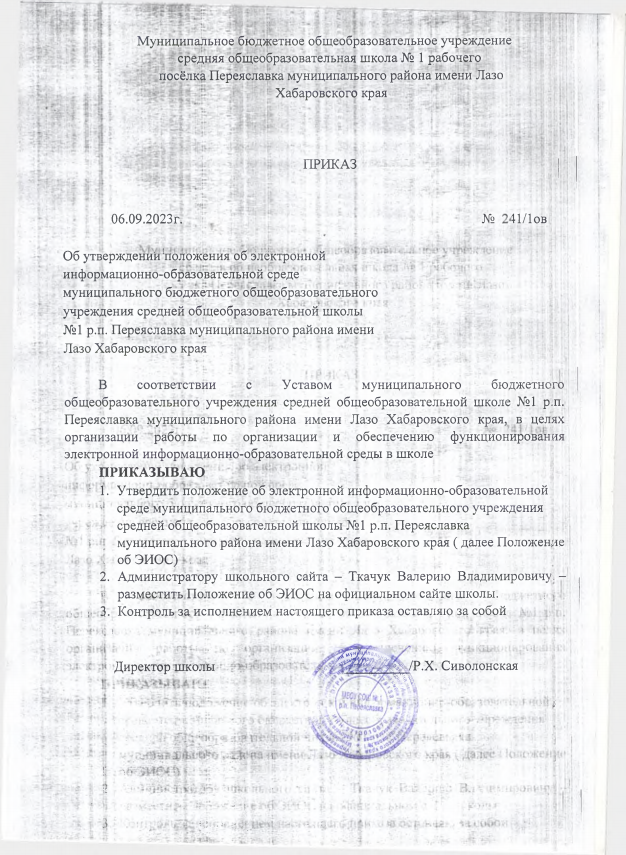 Муниципальное бюджетное общеобразовательное учреждение
средняя общеобразовательная школа № 1 рабочего
посёлка Переяславка муниципального района имени Лазо
Хабаровского края
ПРИКАЗ
06.09.2023г. № 241/1ов
Об утверждении положения об электронной
информационно-образовательной среде
муниципального бюджетного общеобразовательного
учреждения средней общеобразовательной школы
№1 р.п. Переяславка муниципального района имени
Лазо Хабаровского края
В соответствии с Уставом муниципального бюджетного
общеобразовательного учреждения средней общеобразовательной школе №1 р.п.
Переяславка муниципального района имени Лазо Хабаровского края, в целях
организации работы по организации и обеспечению функционирования
электронной информационно-образовательной среды в школе
ПРИКАЗЫВАЮ
1. Утвердить положение об электронной информационно-образовательной
среде муниципального бюджетного общеобразовательного учреждения
средней общеобразовательной школы №1 р.п. Переяславка
муниципального района имени Лазо Хабаровского края ( далее Положение
об ЭИОС)
2. Администратору школьного сайта – Ткачук Валерию Владимировичу –
разместить Положение об ЭИОС на официальном сайте школы.
3. Контроль за исполнением настоящего приказа оставляю за собой
Директор школы /Р.Х. Сиволонская
МБОУ СОШ № 1
р.п. Переяславка